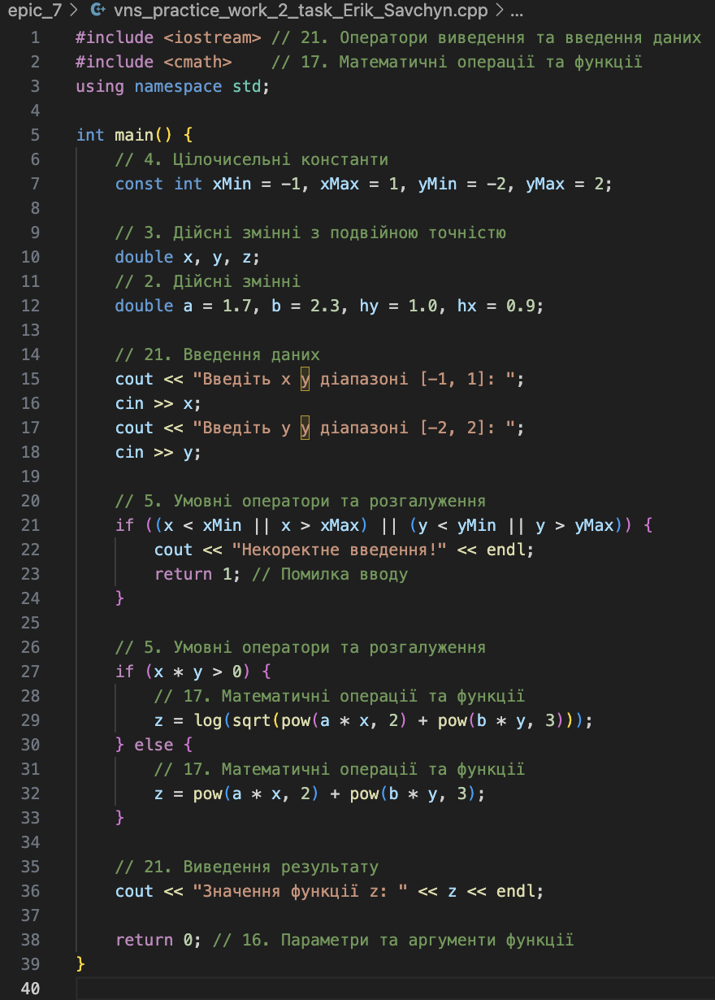 epic_7 > vns_practice_work_2_task_Erik_Savchyn.cpp > ...
1 #include <iostream> // 21. Оператори виведення та введення даних
2 #include <cmath>    // 17. Математичні операції та функції
3 using namespace std;
4
5 int main() {
6     // 4. Цілочисельні константи
7     const int xMin = -1, xMax = 1, yMin = -2, yMax = 2;
8
9     // 3. Дійсні змінні з подвійною точністю
10     double x, y, z;
11     // 2. Дійсні змінні
12     double a = 1.7, b = 2.3, hy = 1.0, hx = 0.9;
13
14     // 21. Введення даних
15     cout << "Введіть x у діапазоні [-1, 1]: ";
16     cin >> x;
17     cout << "Введіть y у діапазоні [-2, 2]: ";
18     cin >> y;
19
20     // 5. Умовні оператори та розгалуження
21     if ((x < xMin || x > xMax) || (y < yMin || y > yMax)) {
22         cout << "Некоректне введення!" << endl;
23         return 1; // Помилка вводу
24     }
25
26     // 5. Умовні оператори та розгалуження
27     if (x * y > 0) {
28         // 17. Математичні операції та функції
29         z = log(sqrt(pow(a * x, 2) + pow(b * y, 3)));
30     } else {
31         // 17. Математичні операції та функції
32         z = pow(a * x, 2) + pow(b * y, 3);
33     }
34
35     // 21. Виведення результату
36     cout << "Значення функції z: " << z << endl;
37
38     return 0; // 16. Параметри та аргументи функції
39 }
40